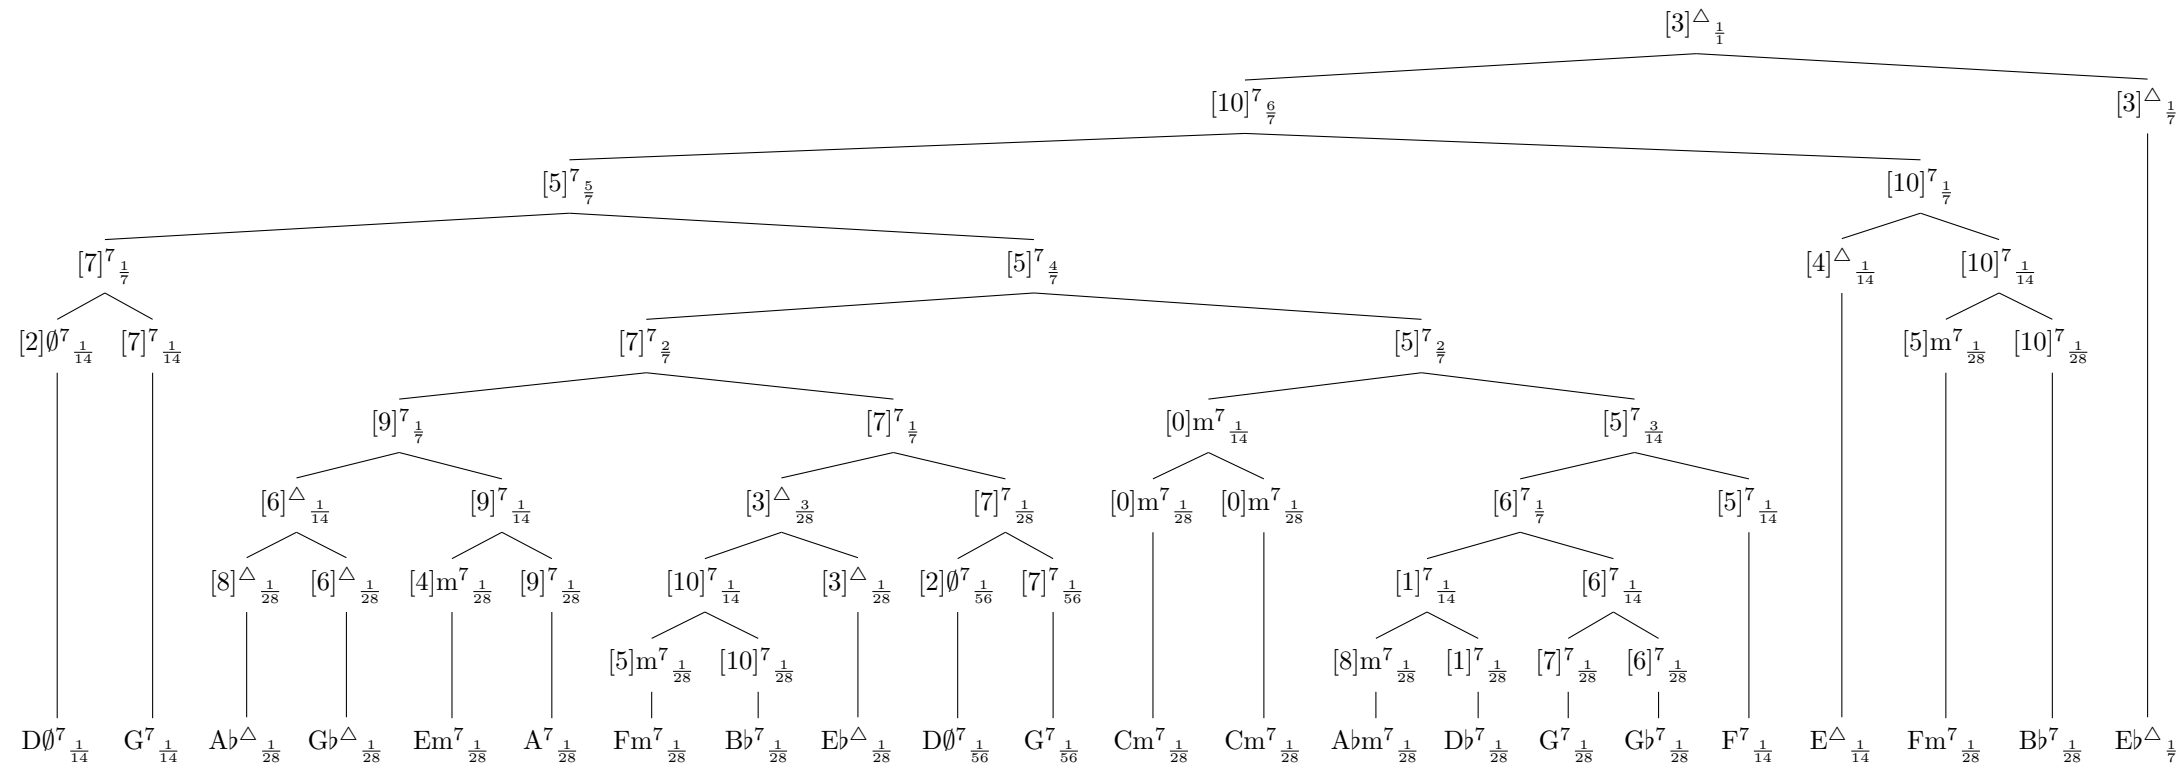 [3]△ 1/1
[10]7 6/7 [3]△ 1/7
[5]7 5/7 [10]7 1/7
[7]7 1/7 [5]7 4/7 [4]△ 1/14 [10]7 1/14
[2]∅7 1/14 [7]7 1/14 [7]7 2/7 [5]7 2/7 [5]m7 1/28 [10]7 1/28
[9]7 1/7 [7]7 1/7 [0]m7 1/14 [5]7 3/14
[6]△ 1/14 [9]7 1/14 [3]△ 3/28 [7]7 1/28 [0]m7 1/28 [0]m7 1/28 [6]7 1/7 [5]7 1/14
[8]△ 1/28 [6]△ 1/28 [4]m7 1/28 [9]7 1/28 [10]7 1/14 [3]△ 1/28 [2]∅7 1/56 [7]7 1/56 [1]7 1/14 [6]7 1/14
[5]m7 1/28 [10]7 1/28 [8]m7 1/28 [1]7 1/28 [7]7 1/28 [6]7 1/28
D∅7 1/14 G7 1/14 A♭△ 1/28 G♭△ 1/28 Em7 1/28 A7 1/28 Fm7 1/28 B♭7 1/28 E♭△ 1/28 D∅7 1/56 G7 1/56 Cm7 1/28 Cm7 1/28 A♭m7 1/28 D♭7 1/28 G7 1/28 G♭7 1/28 F7 1/14 E△ 1/14 Fm7 1/28 B♭7 1/28 E♭△ 1/7